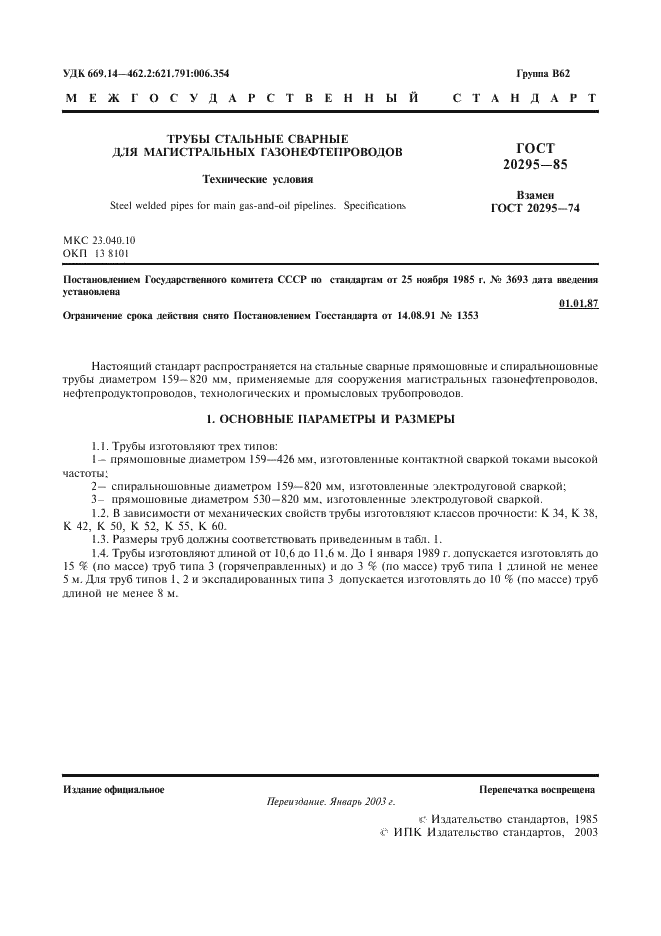 УДК 669.14—462.2:621.791:006.354 Группа В62
МЕЖГОСУДАРСТВЕННЫЙ СТАНДАРТ
ТРУБЫ СТАЛЬНЫЕ СВАРНЫЕ
ДЛЯ МАГИСТРАЛЬНЫХ ГАЗОНЕФТЕПРОВОДОВ
Технические условия
Steel welded pipes for main gas-and-oil pipelines. Specifications
ГОСТ
20295—85
Взамен
ГОСТ 20295—74
МКС 23.040.10
ОКП 13 8101
Постановлением Государственного комитета СССР по стандартам от 25 ноября 1985 г. № 3693 дата введения
установлена
01.01.87
Ограничение срока действия снято Постановлением Госстандарта от 14.08.91 № 1353
Настоящий стандарт распространяется на стальные сварные прямошовные и спиральношовные
трубы диаметром 159—820 мм, применяемые для сооружения магистральных газонефтепроводов,
нефтепродуктопроводов, технологических и промысловых трубопроводов.
1. ОСНОВНЫЕ ПАРАМЕТРЫ И РАЗМЕРЫ
1.1. Трубы изготовляют трех типов:
1— прямошовные диаметром 159—426 мм, изготовленные контактной сваркой токами высокой
частоты;
2— спиральношовные диаметром 159—820 мм, изготовленные электродуговой сваркой;
3— прямошовные диаметром 530—820 мм, изготовленные электродуговой сваркой.
1.2. В зависимости от механических свойств трубы изготовляют классов прочности: К 34, К 38,
К 42, К 50, К 52, К 55, К 60.
1.3. Размеры труб должны соответствовать приведенным в табл. 1.
1.4. Трубы изготовляют длиной от 10,6 до 11,6 м. До 1 января 1989 г. допускается изготовлять до
15 % (по массе) труб типа 3 (горячеправленных) и до 3 % (по массе) труб типа 1 длиной не менее
5 м. Для труб типов 1, 2 и экспадированных типа 3 допускается изготовлять до 10 % (по массе) труб
длиной не менее 8 м.
Издание официальное Перепечатка воспрещена
Переиздание. Январь 2003 г.
© Издательство стандартов, 1985
© ИПК Издательство стандартов, 2003